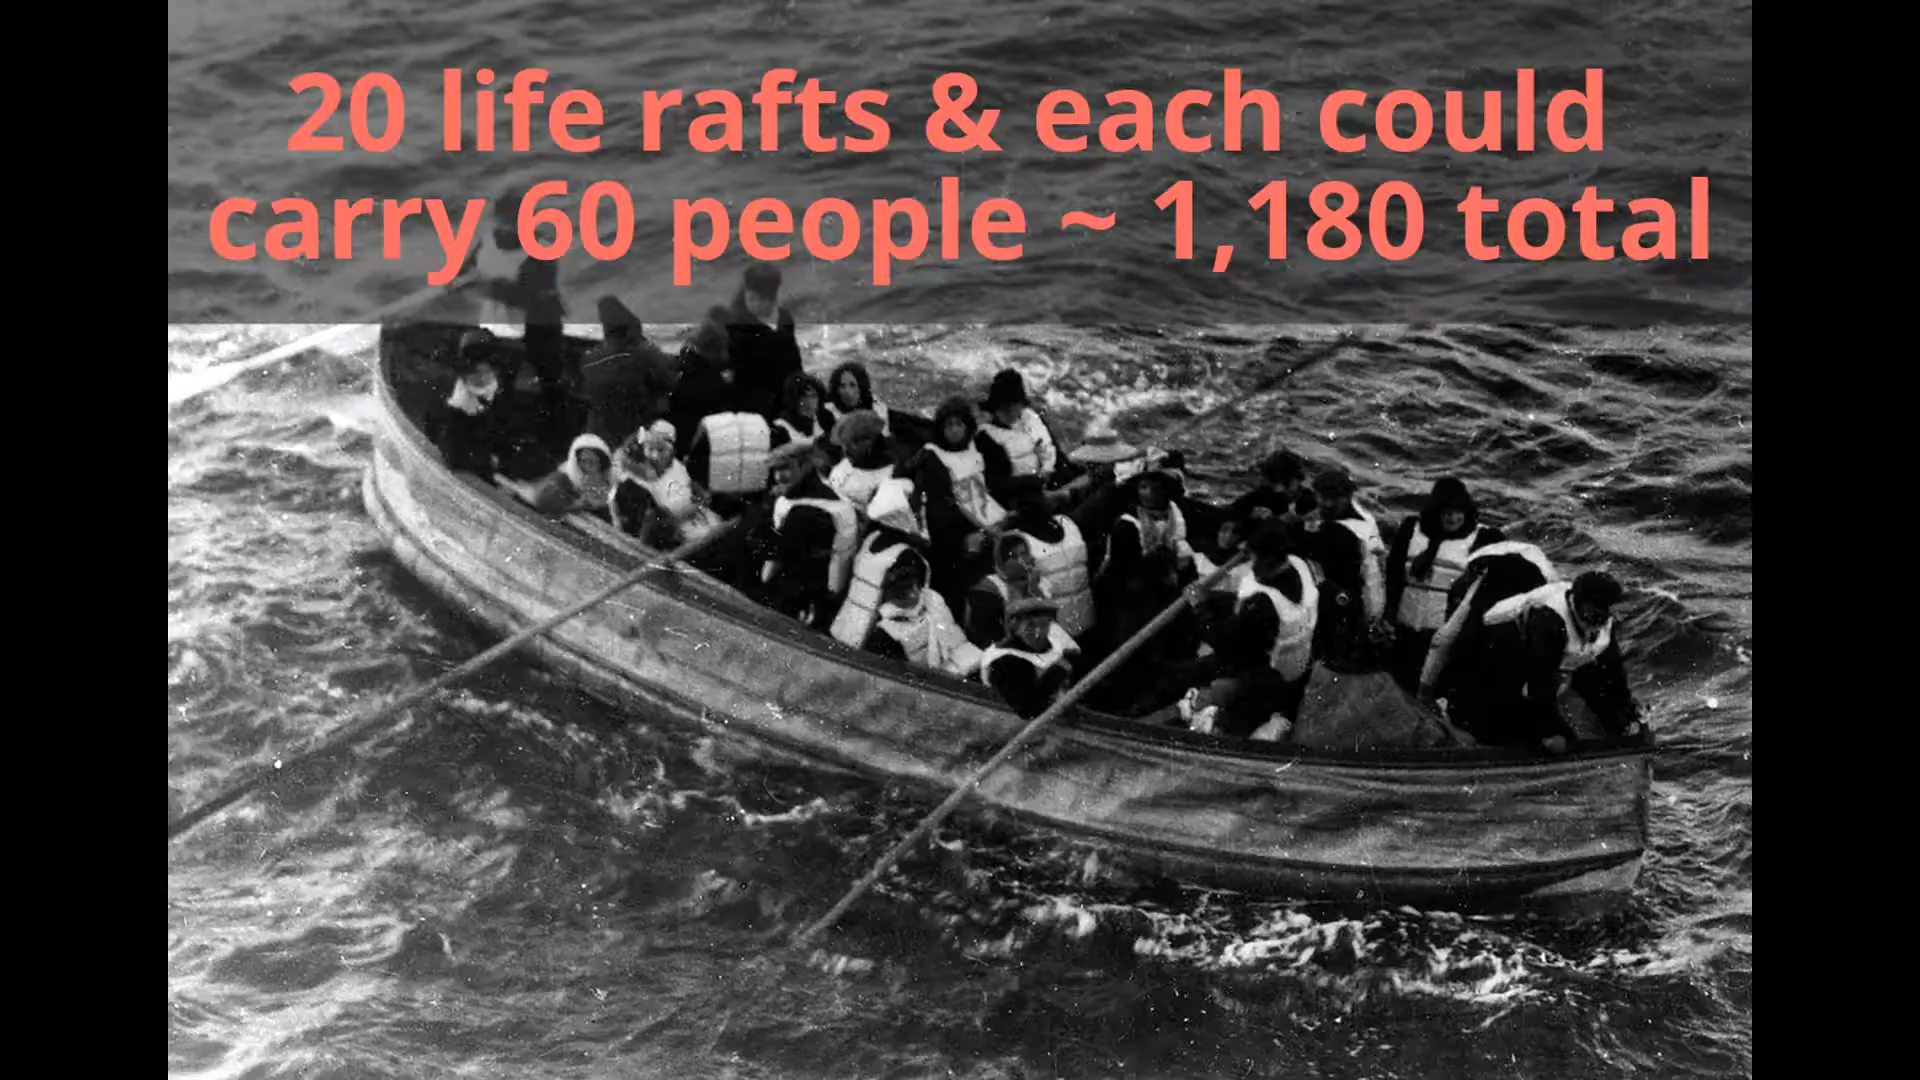 20 life rafts & each could
carry 60 people ~ 1,180 total